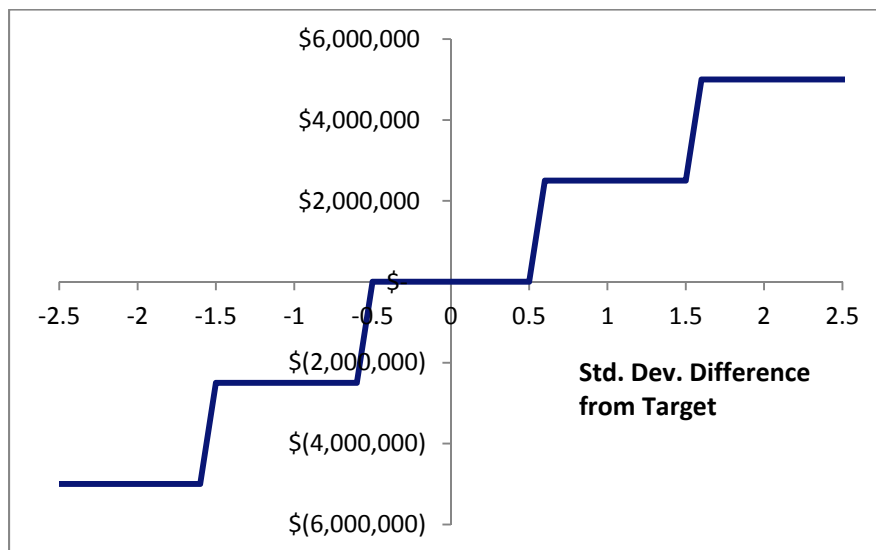 $6,000,000
$4,000,000
$2,000,000
$-
-2.5 -2 -1.5 -1 -0.5 0 0.5 1 1.5 2 2.5
$(2,000,000)
Std. Dev. Difference
from Target
$(4,000,000)
$(6,000,000)